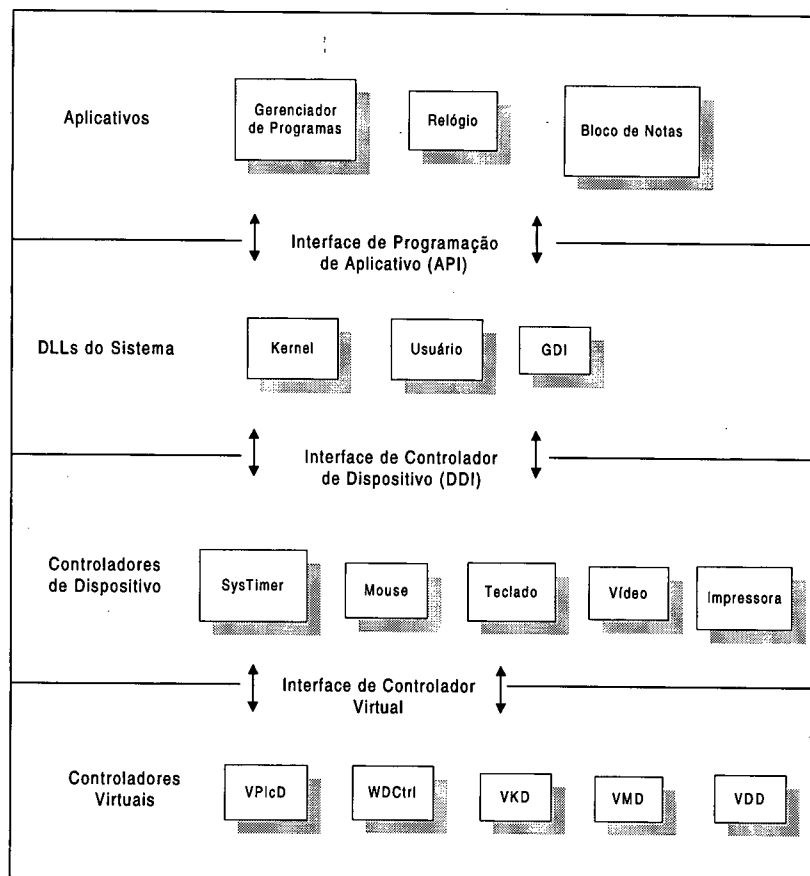 Aplicativos
Gerenciador
de Programas
Relógio
Bloco de Notas
Interface de Programação
de Aplicativo (API)
DLLs do Sistema
Kernel
Usuário
GDI
Interface de Controlador
de Dispositivo (DDI)
Controladores
de Dispositivo
SysTimer
Mouse
Teclado
Vídeo
Impressora
Interface de Controlador
Virtual
Controladores
Virtuais
VPIcD
WDCtrl
VKD
VMD
VDD